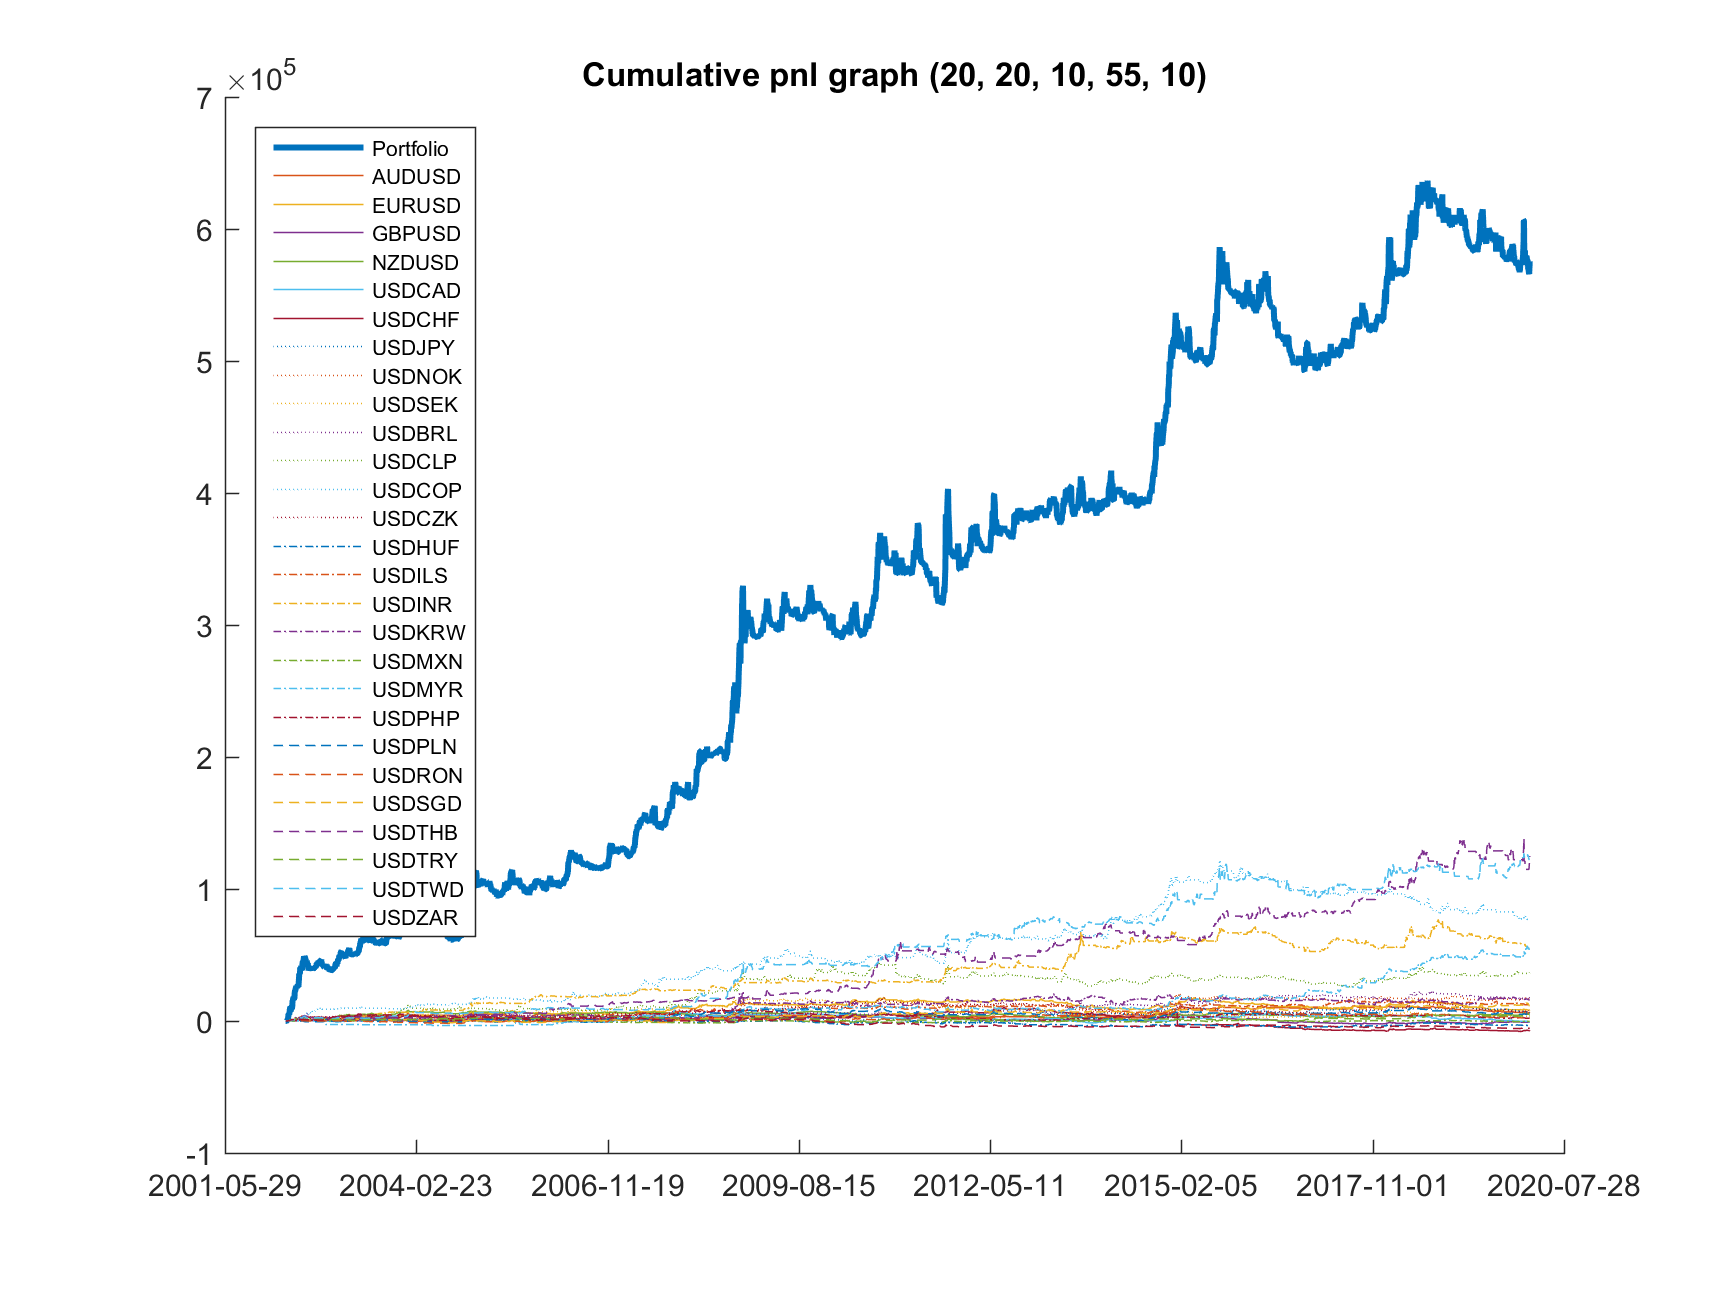 ×10^5
Cumulative pnl graph (20, 20, 10, 55, 10)
7
6
5
4
3
2
1
0
-1
Portfolio
AUDUSD
EURUSD
GBPUSD
NZDUSD
USDCAD
USDCHF
USDJPY
USDNOK
USDSEK
USDBRL
USDCLP
USDCOP
USDCZK
USDHUF
USDILS
USDINR
USDKRW
USDMXN
USDMYR
USDPHP
USDPLN
USDRON
USDSGD
USDTHB
USDTRY
USDTWD
USDZAR
2001-05-29 2004-02-23 2006-11-19 2009-08-15 2012-05-11 2015-02-05 2017-11-01 2020-07-28